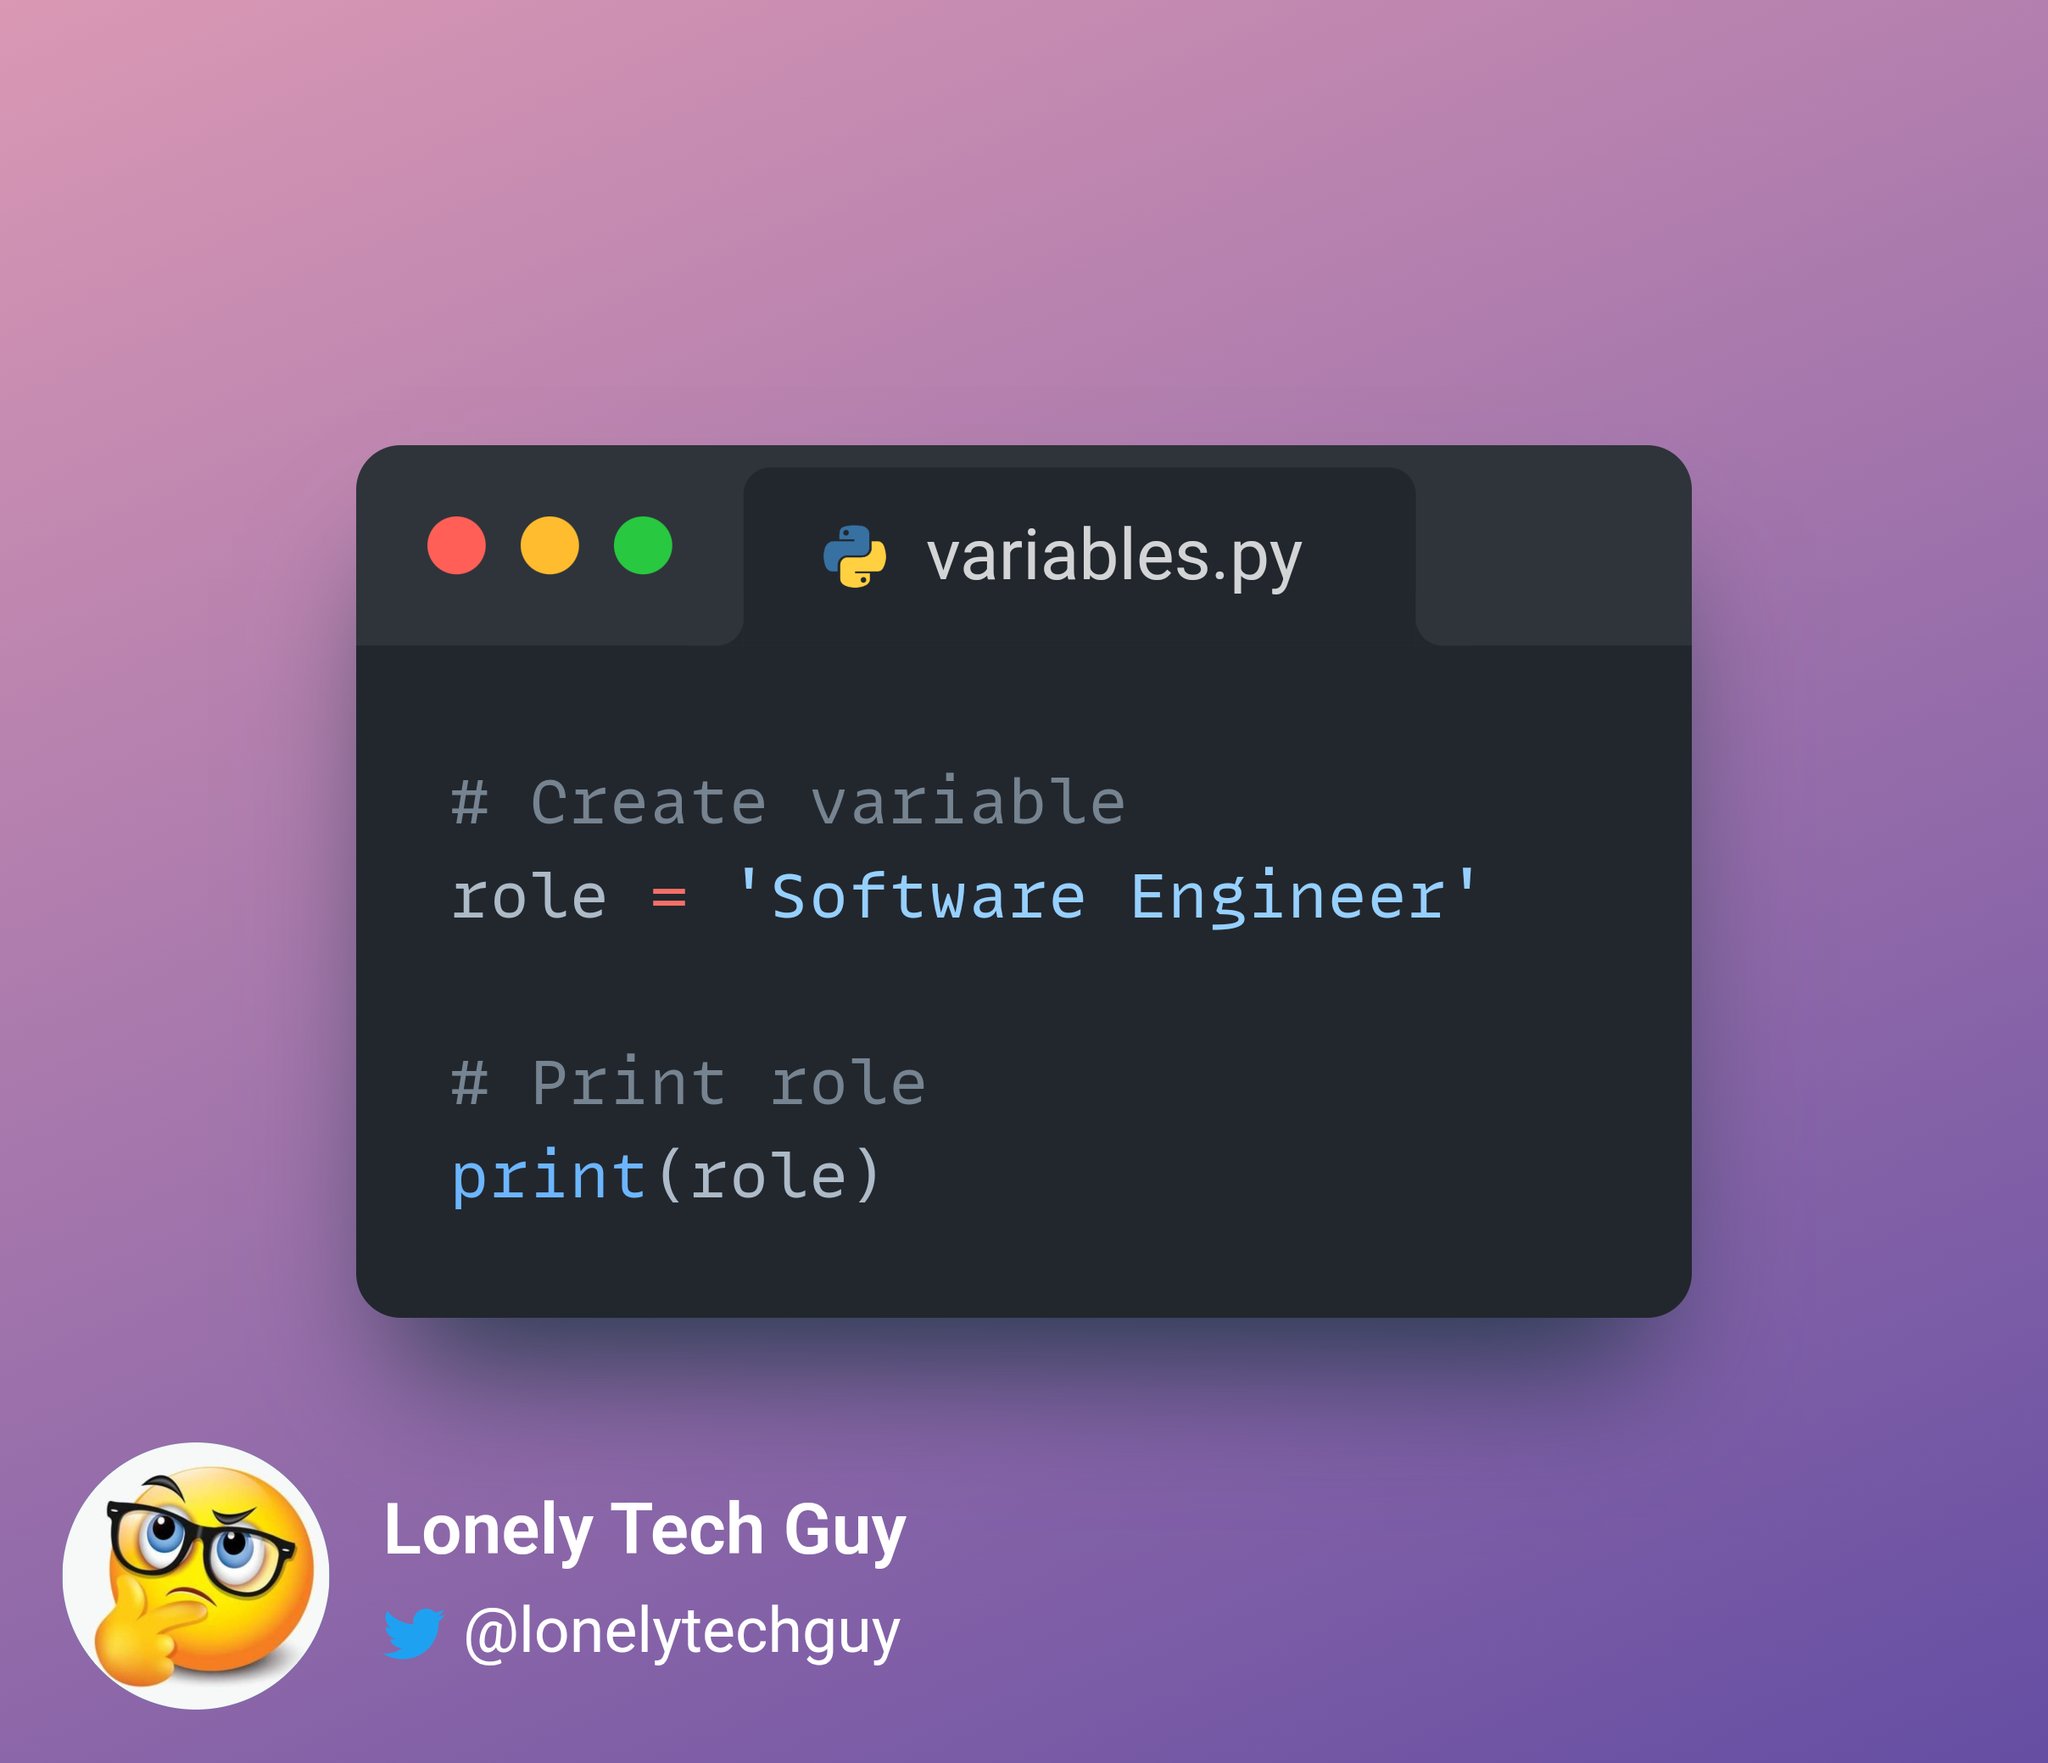 variables.py
# Create variable
role = 'Software Engineer'
# Print role
print(role)
Lonely Tech Guy
@lonelytechguy